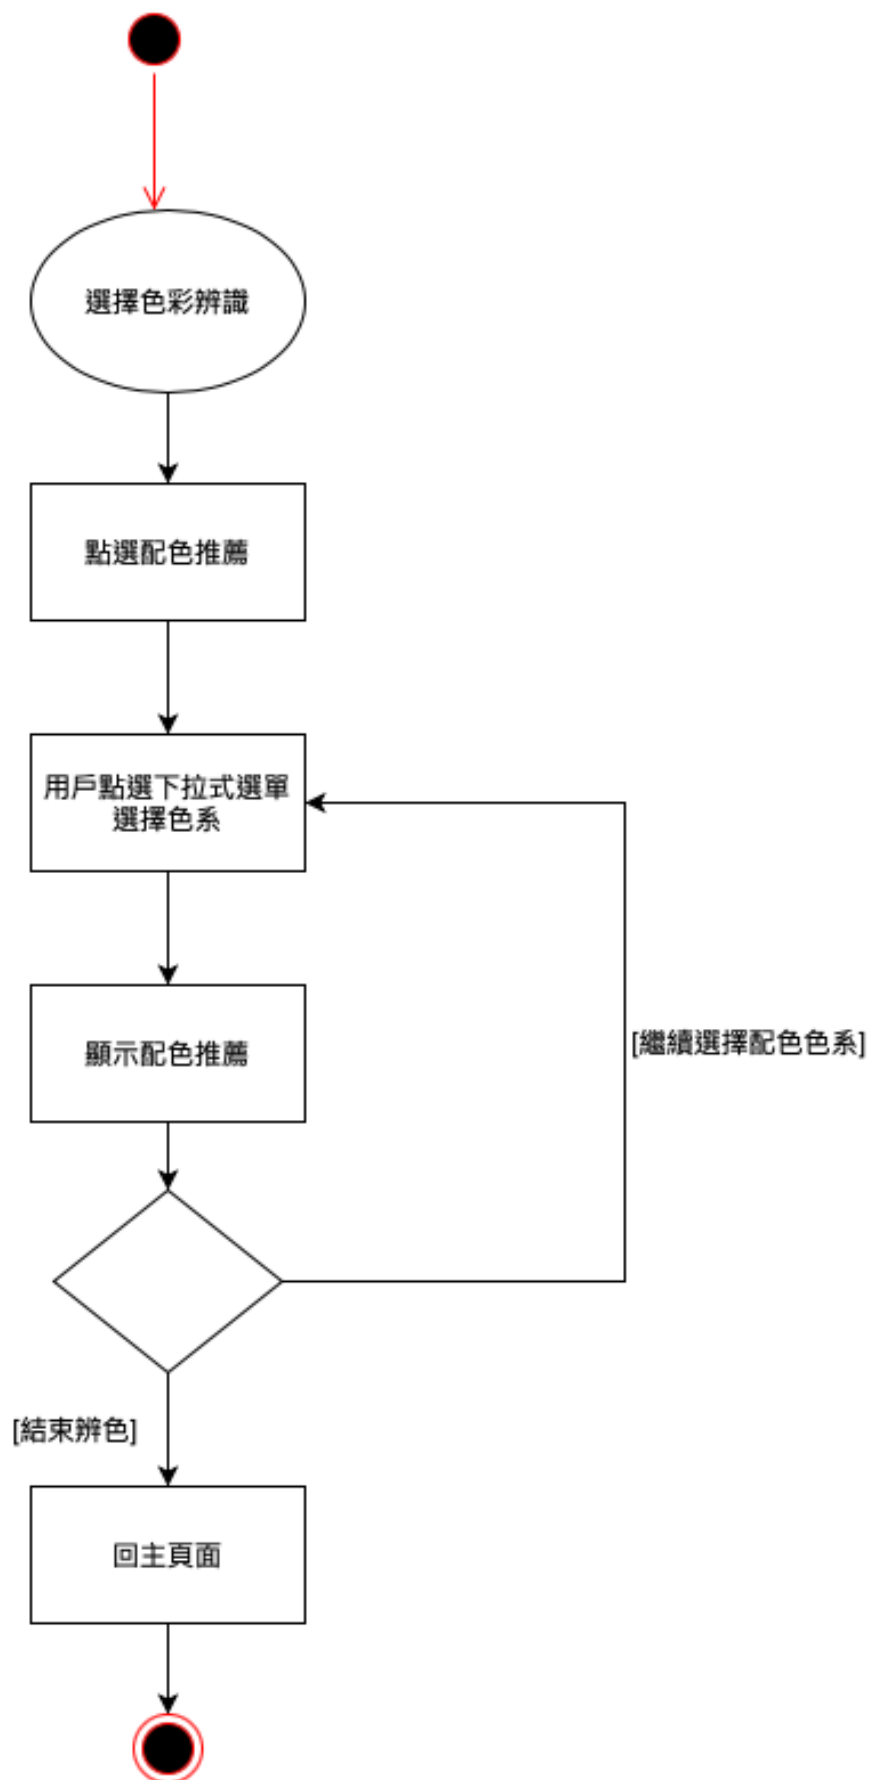 選擇色彩辨識
點選配色推薦
用戶點選下拉式選單
選擇色系
顯示配色推薦
[繼續選擇配色色系]
[結束辨色]
回主頁面